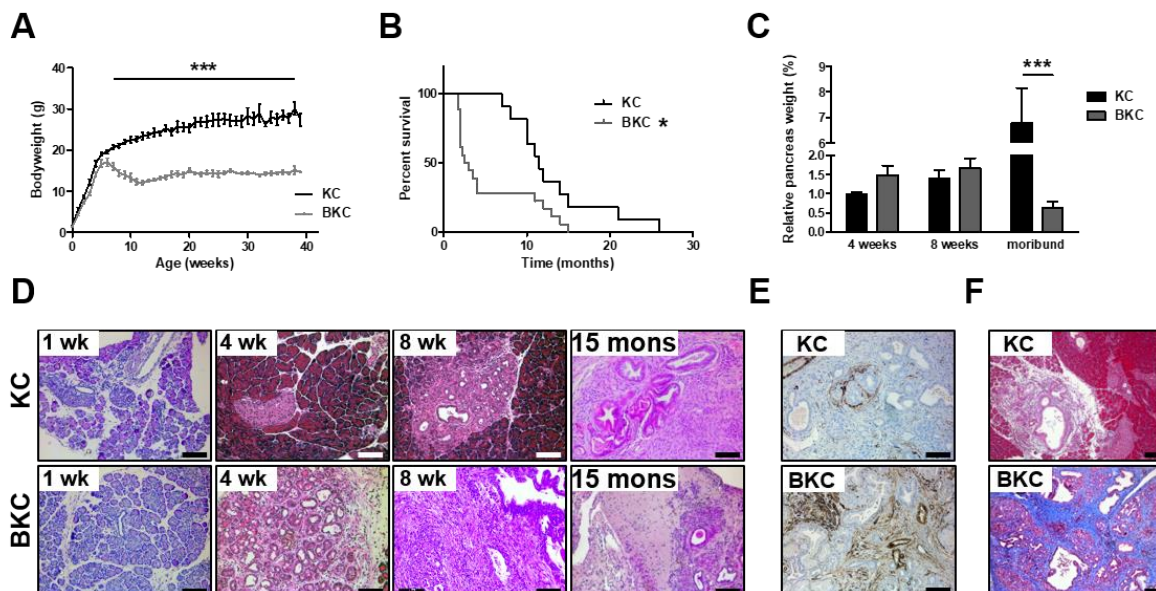 A
Bodyweight (g)
40
30
20
10
0
***
KC
BKC
0 10 20 30 40
Age (weeks)
B
Percent survival
100
50
0
KC
BKC *
0 10 20 30
Time (months)
C
Relative pancreas weight (%)
9
8
7
6
2.0
1.5
1.0
0.5
0.0
***
KC
BKC
4 weeks 8 weeks moribund
D
KC
1 wk 4 wk 8 wk 15 mons
BKC
1 wk 4 wk 8 wk 15 mons
E
KC
BKC
F
KC
BKC